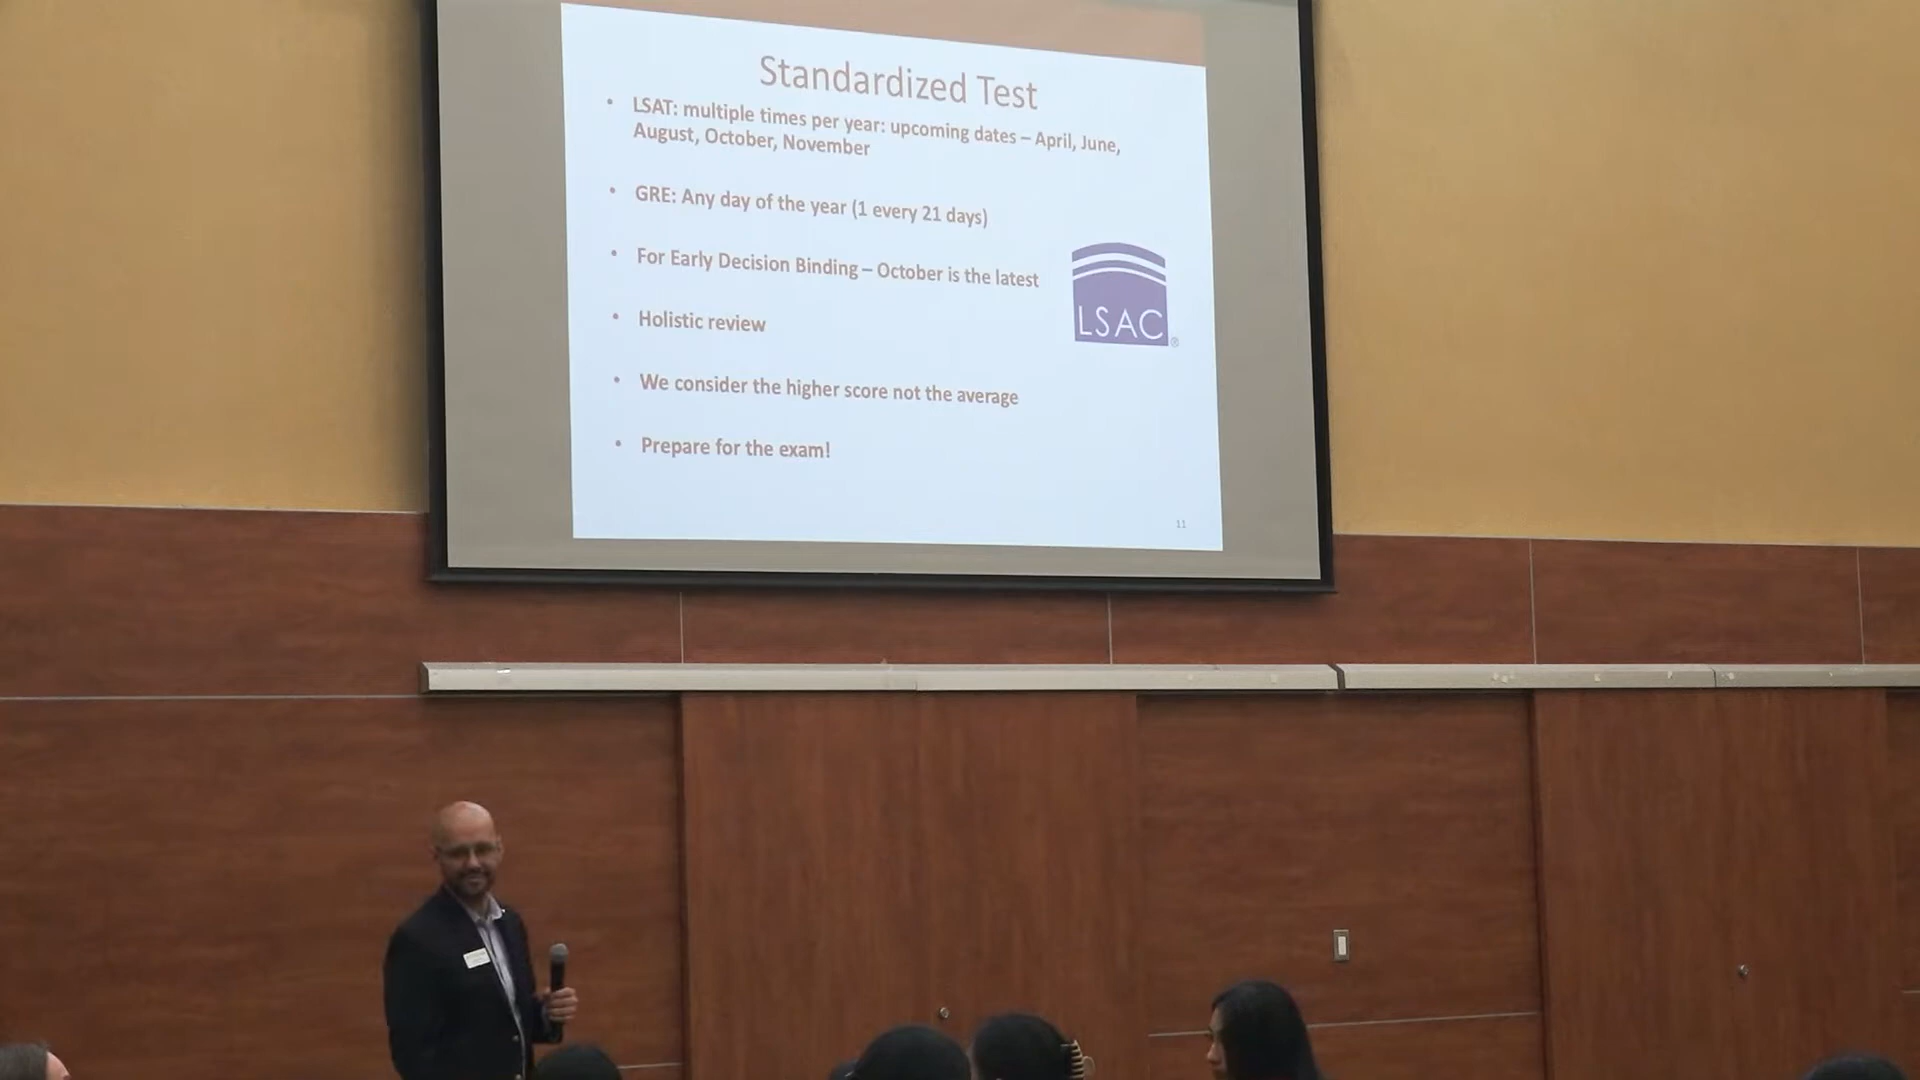 Standardized Test
• LSAT: multiple times per year: upcoming dates – April, June,
August, October, November
• GRE: Any day of the year (1 every 21 days)
• For Early Decision Binding – October is the latest
LSAC®
• Holistic review
• We consider the higher score not the average
• Prepare for the exam!
11